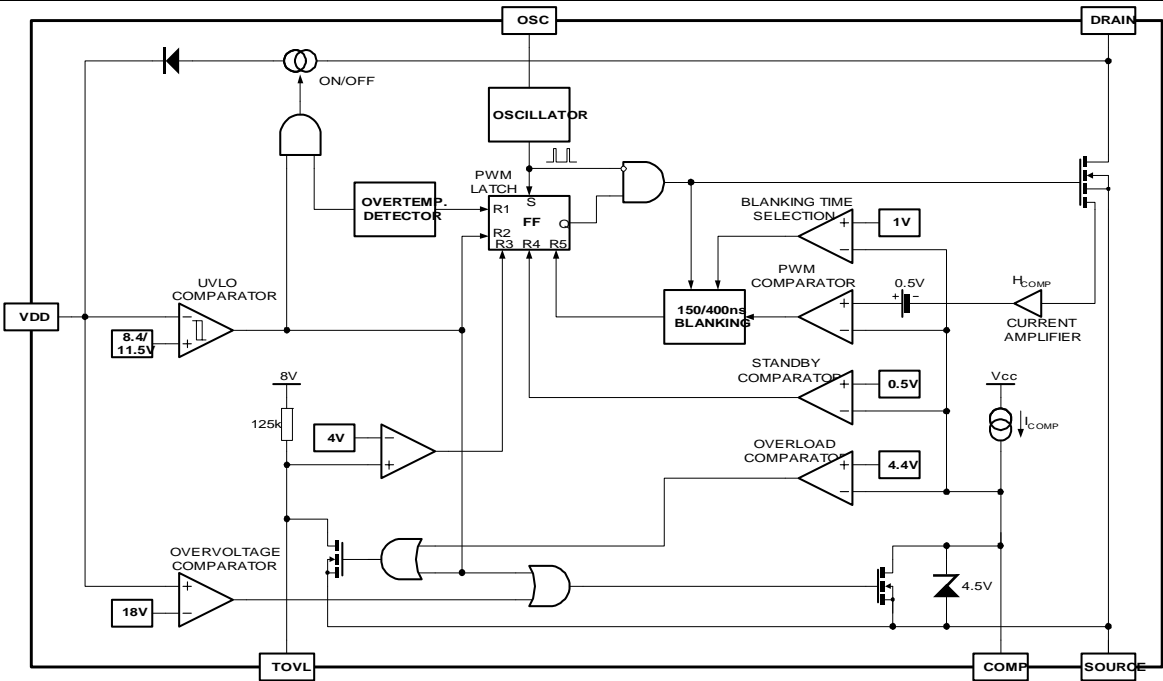 OSC
DRAIN
ON/OFF
OSCILLATOR
PWM
LATCH
OVERTEMP.
DETECTOR
R1
S
FF
Q
R2
R3 R4 R5
BLANKING TIME
SELECTION
1V
UVLO
COMPARATOR
PWM
COMPARATOR
0.5V
+ −
HCOMP
CURRENT
AMPLIFIER
VDD
8.4/
11.5V
150/400ns
BLANKING
8V
125k
4V
STANDBY
COMPARATOR
0.5V
Vcc
ICOMP
OVERLOAD
COMPARATOR
4.4V
OVERVOLTAGE
COMPARATOR
18V
4.5V
TOVL
COMP
SOURCE